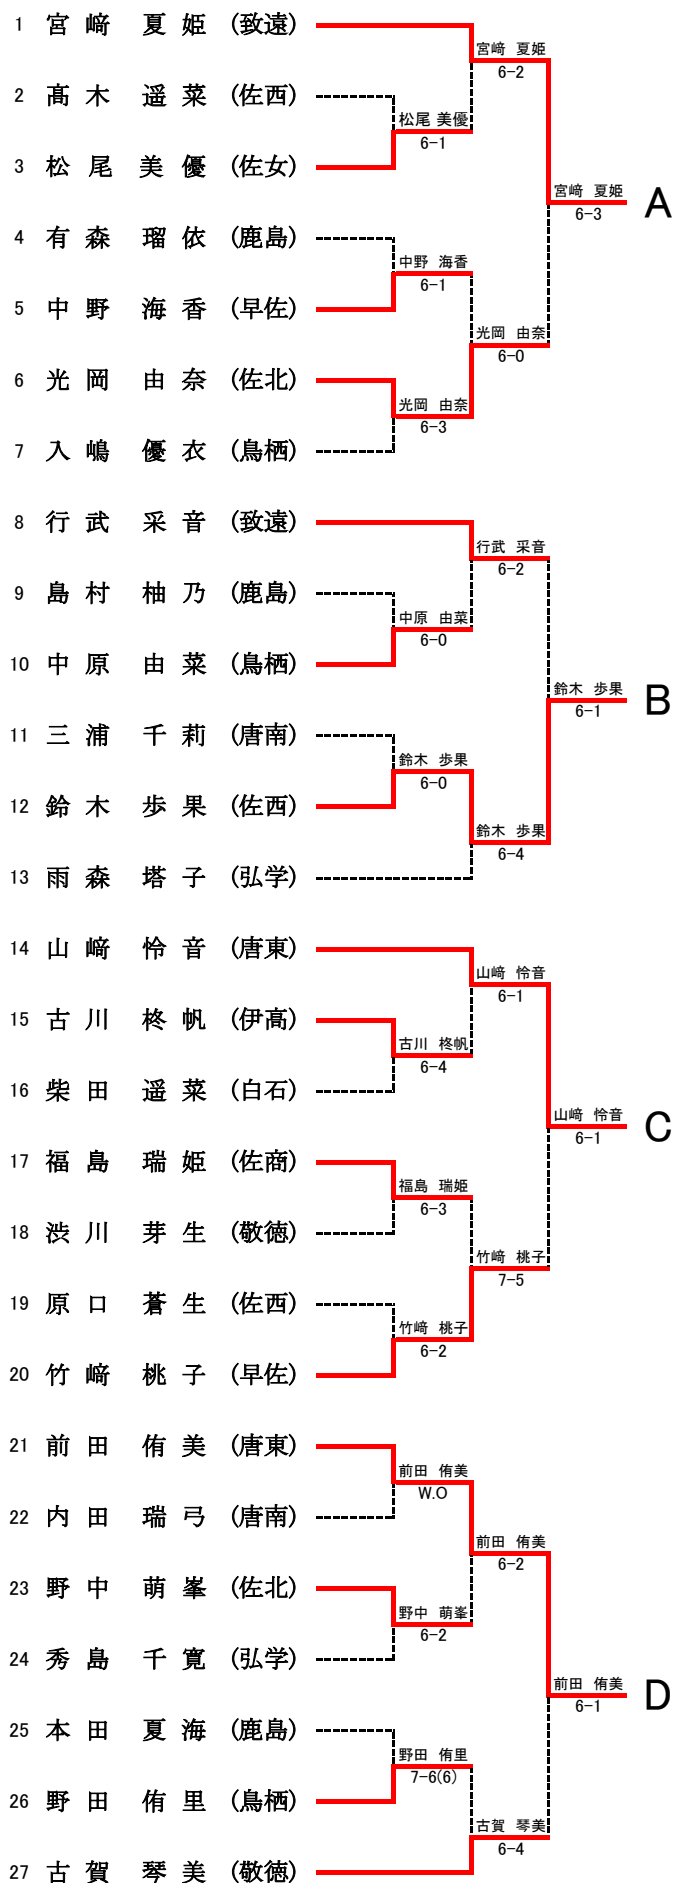 1 宮 﨑 夏 姫 (致遠)
宮﨑 夏姫
6-2
2 髙 木 遥 菜 (佐西)
松尾 美優
6-1
3 松 尾 美 優 (佐女)
宮﨑 夏姫
6-3
A
4 有 森 瑠 依 (鹿島)
中野 海香
6-1
5 中 野 海 香 (早佐)
光岡 由奈
6-0
6 光 岡 由 奈 (佐北)
光岡 由奈
6-3
7 入 嶋 優 衣 (鳥栖)
8 行 武 采 音 (致遠)
行武 采音
6-2
9 島 村 柚 乃 (鹿島)
中原 由菜
6-0
10 中 原 由 菜 (鳥栖)
鈴木 歩果
6-1
B
11 三 浦 千 莉 (唐南)
鈴木 歩果
6-0
12 鈴 木 歩 果 (佐西)
鈴木 歩果
6-4
13 雨 森 塔 子 (弘学)
14 山 﨑 怜 音 (唐東)
山﨑 怜音
6-1
15 古 川 柊 帆 (伊高)
古川 柊帆
6-4
16 柴 田 遥 菜 (白石)
山﨑 怜音
6-1
C
17 福 島 瑞 姫 (佐商)
福島 瑞姫
6-3
18 渋 川 芽 生 (敬徳)
竹﨑 桃子
7-5
19 原 口 蒼 生 (佐西)
竹﨑 桃子
6-2
20 竹 﨑 桃 子 (早佐)
21 前 田 侑 美 (唐東)
前田 侑美
W.O
22 内 田 瑞 弓 (唐南)
前田 侑美
6-2
23 野 中 萌 峯 (佐北)
野中 萌峯
6-2
24 秀 島 千 寛 (弘学)
前田 侑美
6-1
D
25 本 田 夏 海 (鹿島)
野田 侑里
7-6(6)
26 野 田 侑 里 (鳥栖)
古賀 琴美
6-4
27 古 賀 琴 美 (敬徳)